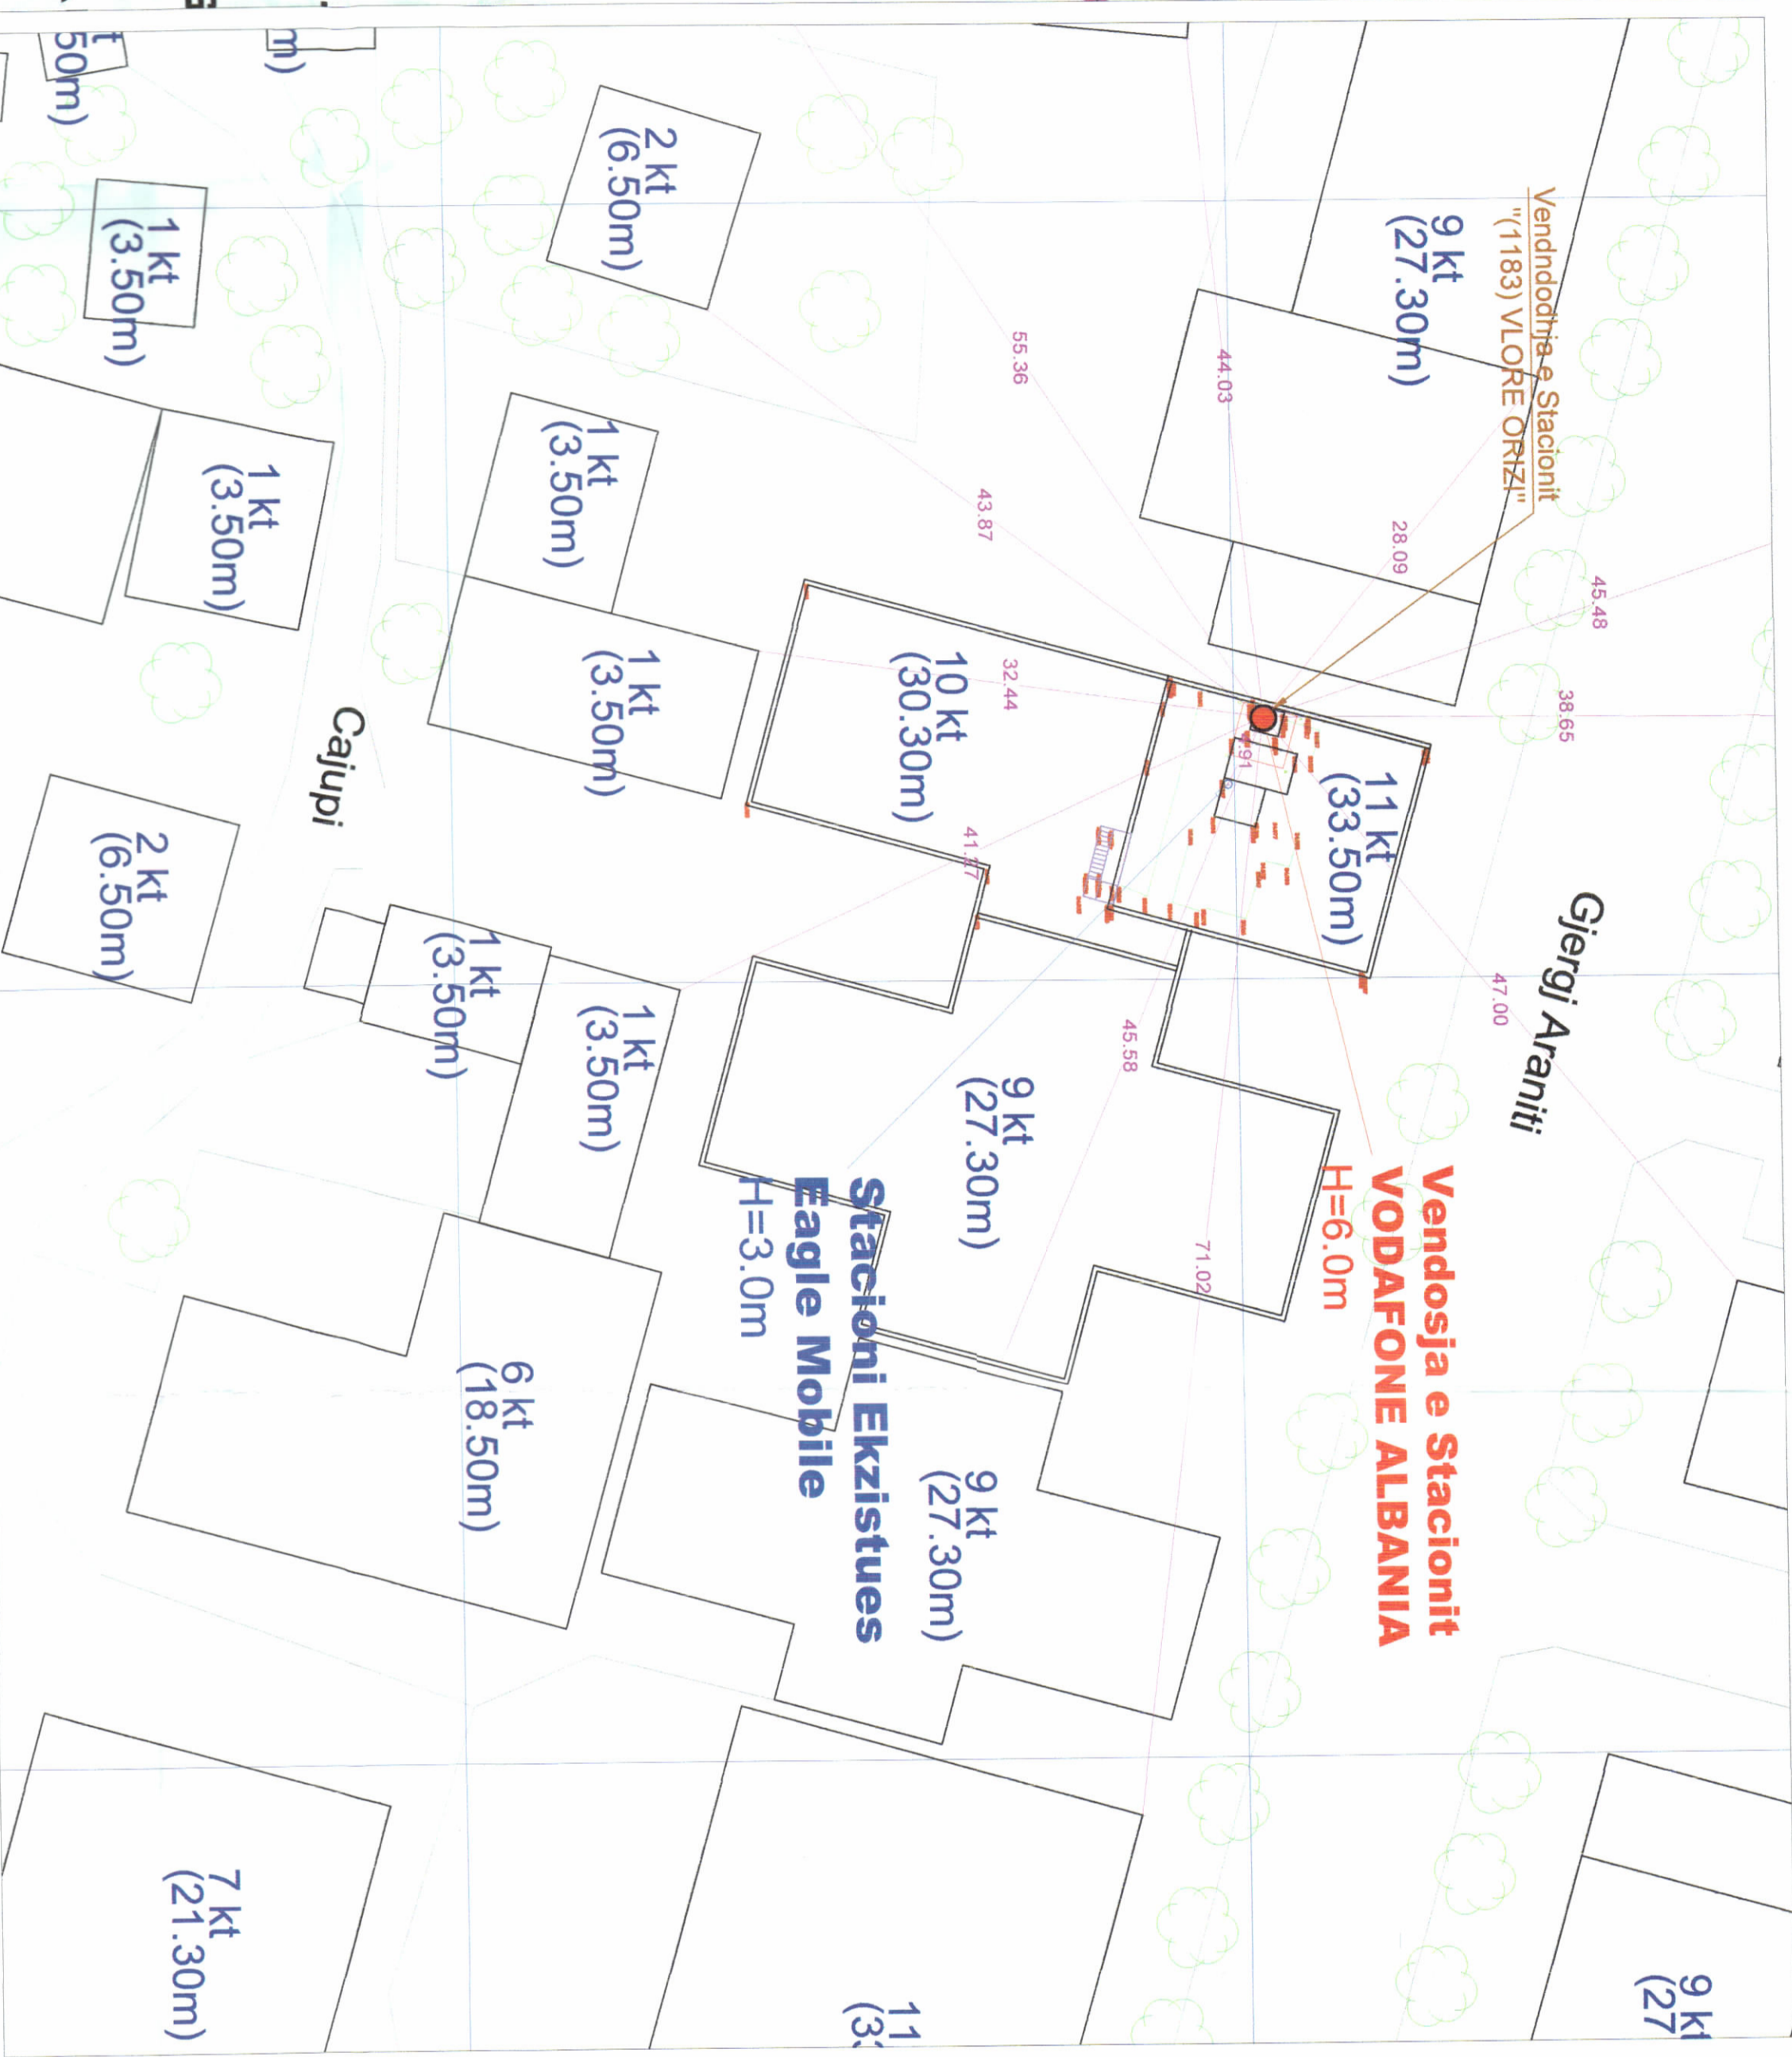 Vendndodhja e Stacionit
"(1183) VLORE ORIZI"
9 kt
(27.30m)
45.48
38.65
28.09
44.03
55.36
43.87
32.44
41.27
47.00
45.58
71.02
11 kt
(33.50m)
10 kt
(30.30m)
Gjergj Araniti
Vendosja e Stacionit
VODAFONE ALBANIA
H=6.0m
9 kt
(27.30m)
Stacioni Ekzistues
Eagle Mobile
H=3.0m
9 kt
(27.30m)
2 kt
(6.50m)
1 kt
(3.50m)
1 kt
(3.50m)
1 kt
(3.50m)
1 kt
(3.50m)
1 kt
(3.50m)
1 kt
(3.50m)
Cajupi
2 kt
(6.50m)
6 kt
(18.50m)
7 kt
(21.30m)
11
9 kt
(27
50m)
m)